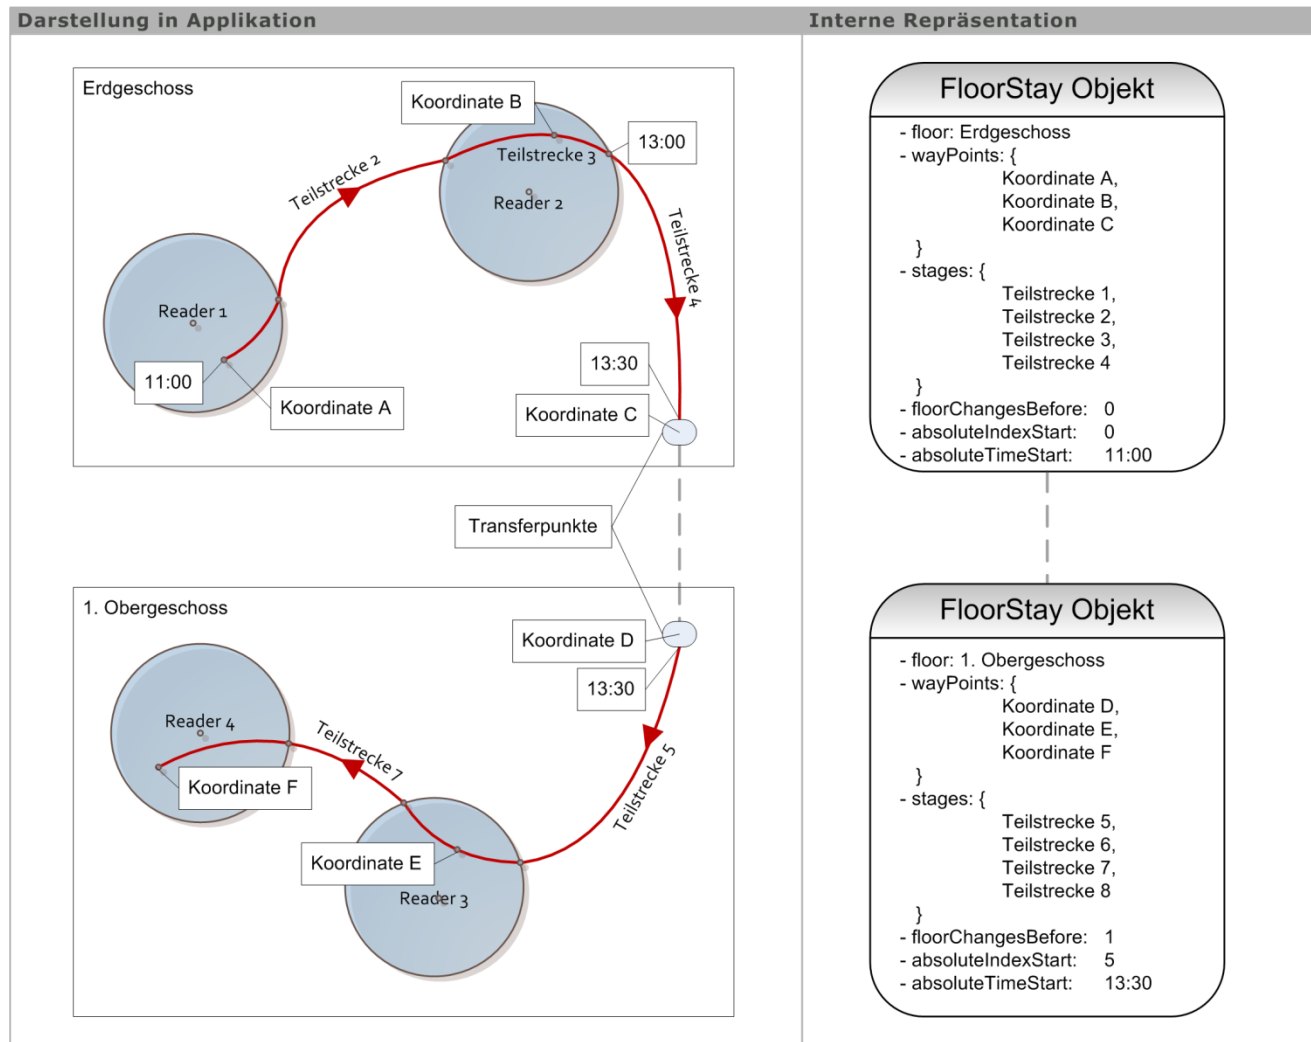 Darstellung in Applikation
Interne Repräsentation
Erdgeschoss
Koordinate B
13:00
Teilstrecke 2
Teilstrecke 3
Reader 2
Teilstrecke 4
Reader 1
11:00
Koordinate A
13:30
Koordinate C
Transferpunkte
1. Obergeschoss
Koordinate D
13:30
Reader 4
Teilstrecke 7
Koordinate F
Teilstrecke 5
Koordinate E
Reader 3
FloorStay Objekt
- floor: Erdgeschoss
- wayPoints: {
Koordinate A,
Koordinate B,
Koordinate C
}
- stages: {
Teilstrecke 1,
Teilstrecke 2,
Teilstrecke 3,
Teilstrecke 4
}
- floorChangesBefore: 0
- absoluteIndexStart: 0
- absoluteTimeStart: 11:00
FloorStay Objekt
- floor: 1. Obergeschoss
- wayPoints: {
Koordinate D,
Koordinate E,
Koordinate F
}
- stages: {
Teilstrecke 5,
Teilstrecke 6,
Teilstrecke 7,
Teilstrecke 8
}
- floorChangesBefore: 1
- absoluteIndexStart: 5
- absoluteTimeStart: 13:30